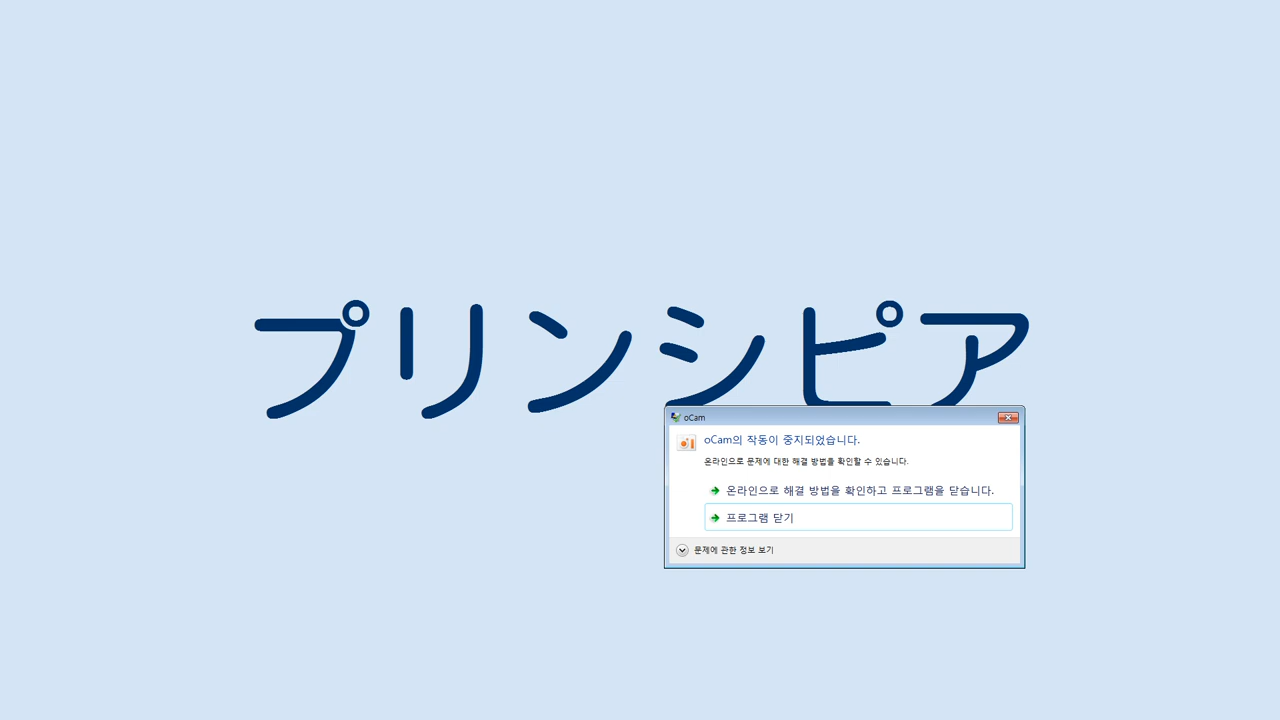 プリンシピア
oCam
oCam의 작동이 중지되었습니다.
온라인으로 문제에 대한 해결 방법을 확인할 수 있습니다.
온라인으로 해결 방법을 확인하고 프로그램을 닫습니다.
프로그램 닫기
문제에 관한 정보 보기